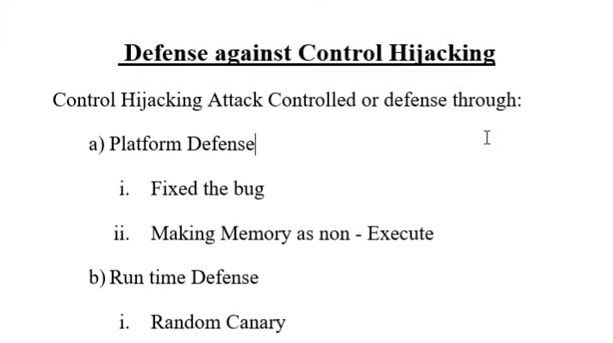 Defense against Control Hijacking
Control Hijacking Attack Controlled or defense through:
a) Platform Defense
i. Fixed the bug
ii. Making Memory as non - Execute
b) Run time Defense
i. Random Canary